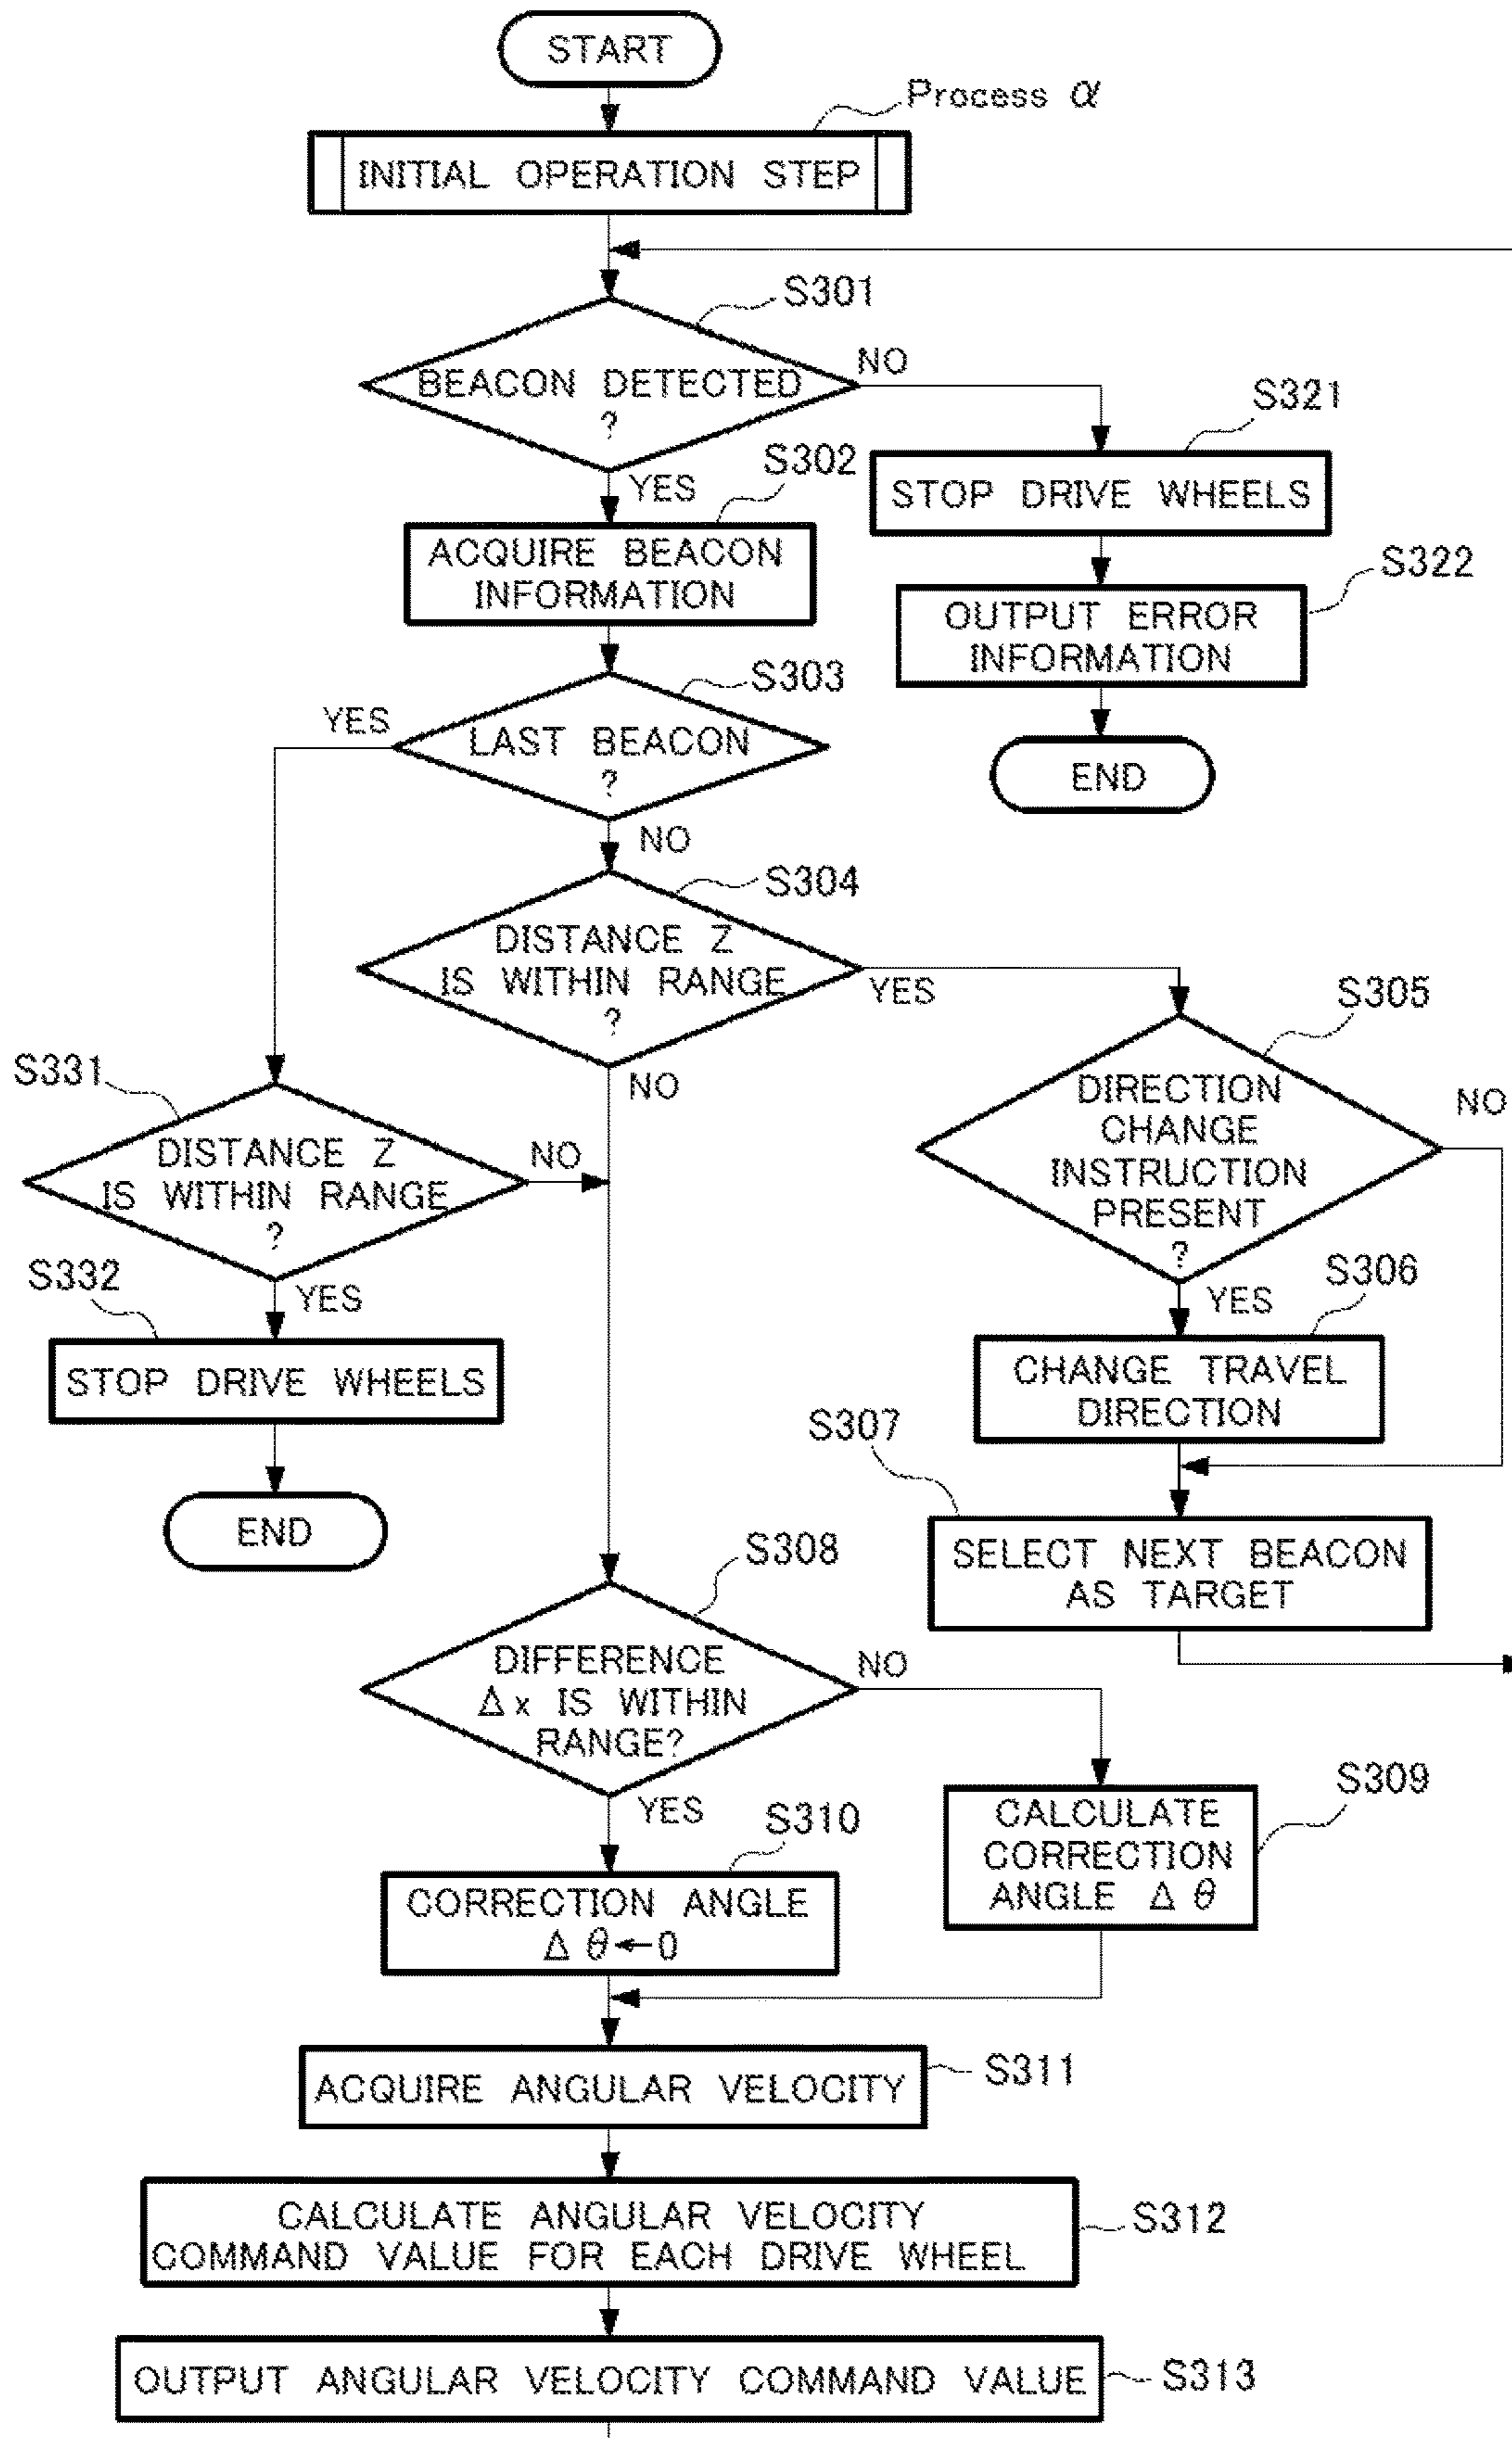 START
Process α
INITIAL OPERATION STEP
S301
BEACON DETECTED
?
NO
YES
S321
STOP DRIVE WHEELS
S302
ACQUIRE BEACON
INFORMATION
S322
OUTPUT ERROR
INFORMATION
END
S303
YES
LAST BEACON
?
NO
S304
DISTANCE Z
IS WITHIN RANGE
?
YES
NO
S305
DIRECTION
CHANGE
INSTRUCTION
PRESENT
?
NO
YES
S331
DISTANCE Z
IS WITHIN RANGE
?
NO
YES
S332
STOP DRIVE WHEELS
END
S306
CHANGE TRAVEL
DIRECTION
S307
SELECT NEXT BEACON
AS TARGET
S308
DIFFERENCE
Δx IS WITHIN
RANGE?
NO
YES
S309
CALCULATE
CORRECTION
ANGLE Δθ
S310
CORRECTION ANGLE
Δθ←0
S311
ACQUIRE ANGULAR VELOCITY
S312
CALCULATE ANGULAR VELOCITY
COMMAND VALUE FOR EACH DRIVE WHEEL
S313
OUTPUT ANGULAR VELOCITY COMMAND VALUE